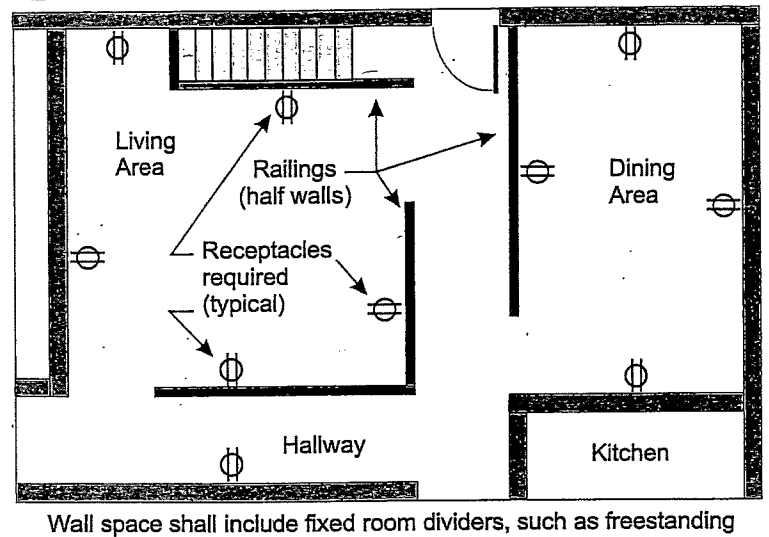 Living
Area
Railings
(half walls)
Dining
Area
Receptacles
required
(typical)
Hallway
Kitchen
Wall space shall include fixed room dividers, such as freestanding